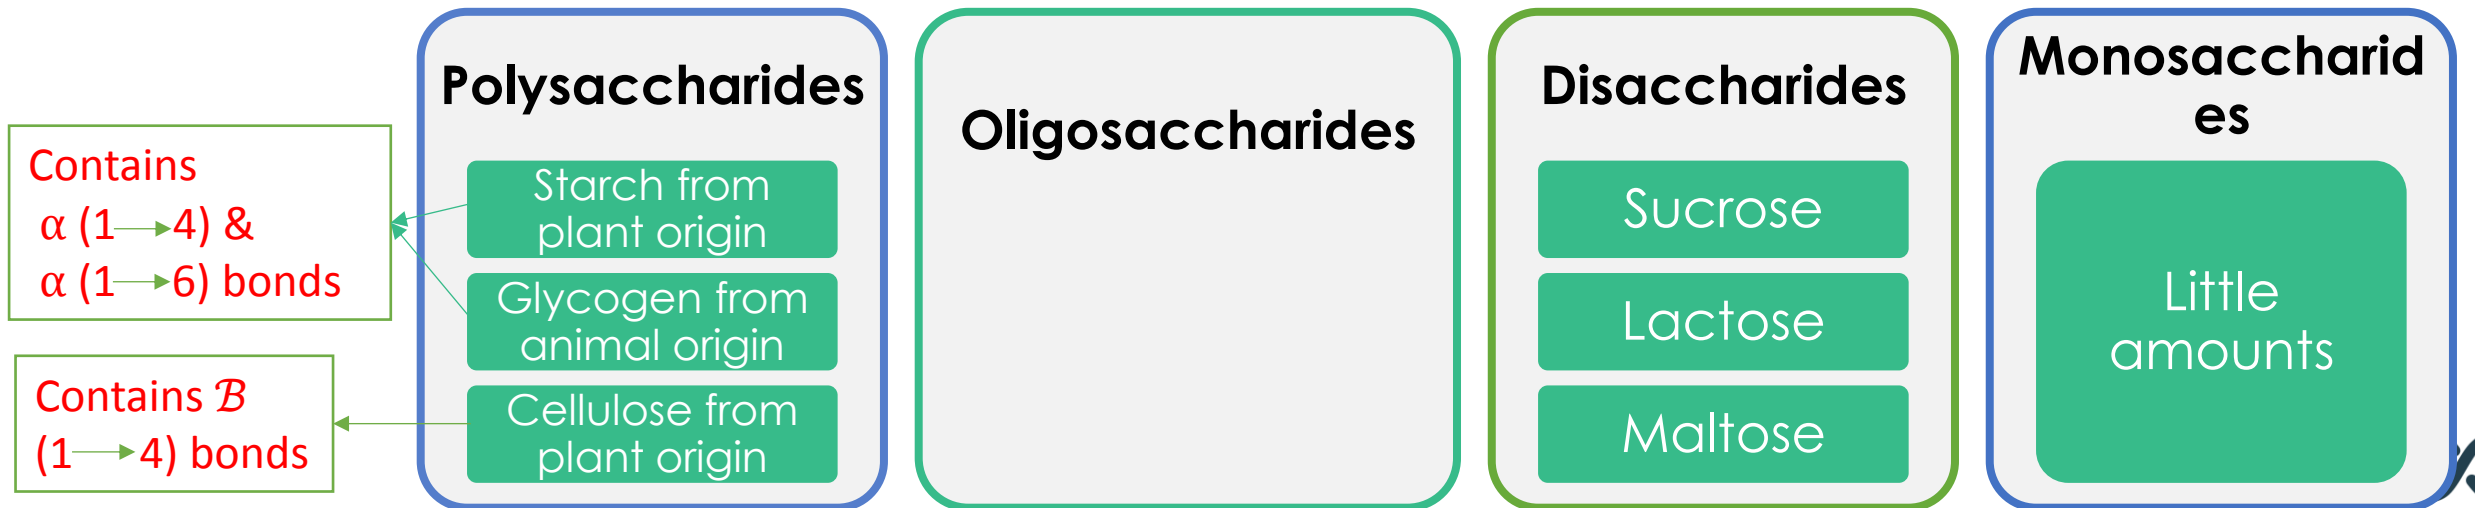 Contains
α (1→4) &
α (1→6) bonds
Contains ℬ
(1→4) bonds
Polysaccharides
Starch from
plant origin
Glycogen from
animal origin
Cellulose from
plant origin
Oligosaccharides
Disaccharides
Sucrose
Lactose
Maltose
Monosaccharid
es
Little
amounts